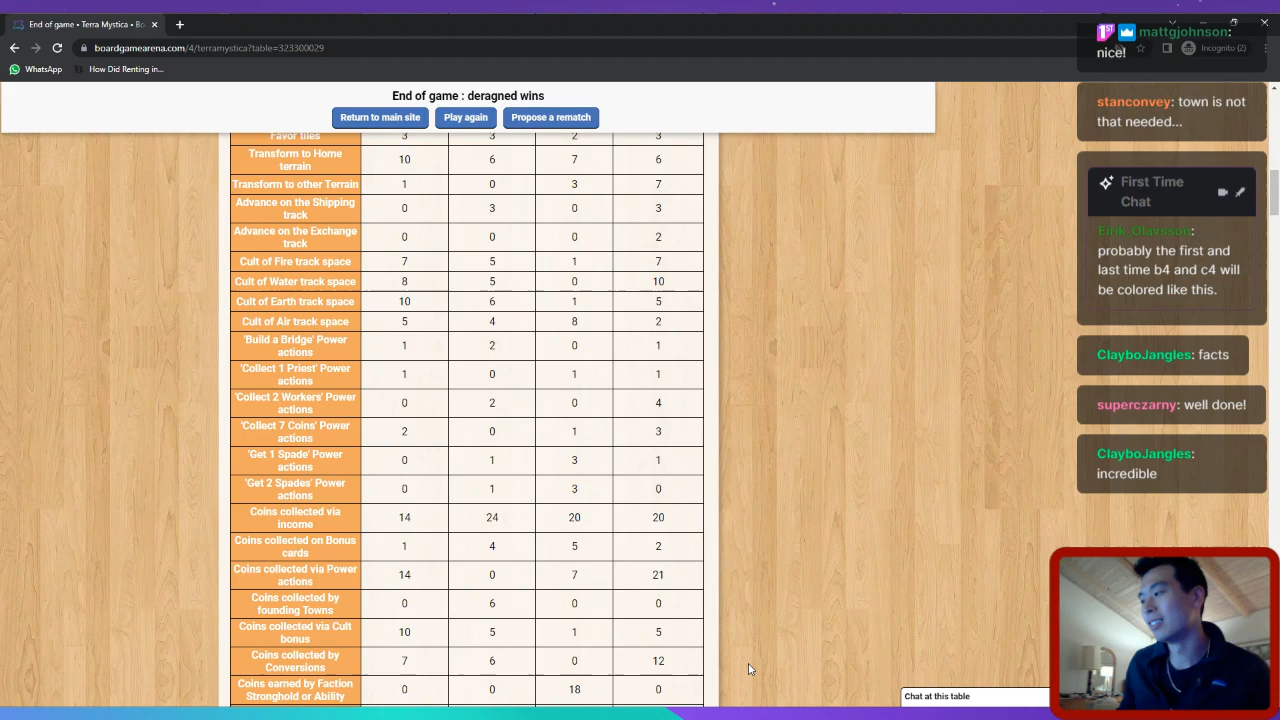 End of game • Terra Mystica • Bo
boardgamearena.com/4/terramystica?table=323300029
Incognito (2)
WhatsApp
How Did Renting in...
End of game : deragned wins
Return to main site
Play again
Propose a rematch
Favor tiles 3 3 2 3
Transform to Home
terrain 10 6 7 6
Transform to other Terrain 1 0 3 7
Advance on the Shipping
track 0 3 0 3
Advance on the Exchange
track 0 0 0 2
Cult of Fire track space 7 5 1 7
Cult of Water track space 8 5 0 10
Cult of Earth track space 10 6 1 5
Cult of Air track space 5 4 8 2
'Build a Bridge' Power
actions 1 2 0 1
'Collect 1 Priest' Power
actions 1 0 1 1
'Collect 2 Workers' Power
actions 0 2 0 4
'Collect 7 Coins' Power
actions 2 0 1 3
'Get 1 Spade' Power
actions 0 1 3 1
'Get 2 Spades' Power
actions 0 1 3 0
Coins collected via
income 14 24 20 20
Coins collected on Bonus
cards 1 4 5 2
Coins collected via Power
actions 14 0 7 21
Coins collected by
founding Towns 0 6 0 0
Coins collected via Cult
bonus 10 5 1 5
Coins collected by
Conversions 7 6 0 12
Coins earned by Faction
Stronghold or Ability 0 0 18 0
Chat at this table
1ST mattgjohnson:
nice!
stanconvey: town is not
that needed...
First Time
Chat
Eirik_Olavsson:
probably the first and
last time b4 and c4 will
be colored like this.
ClayboJangles: facts
superczarny: well done!
ClayboJangles:
incredible